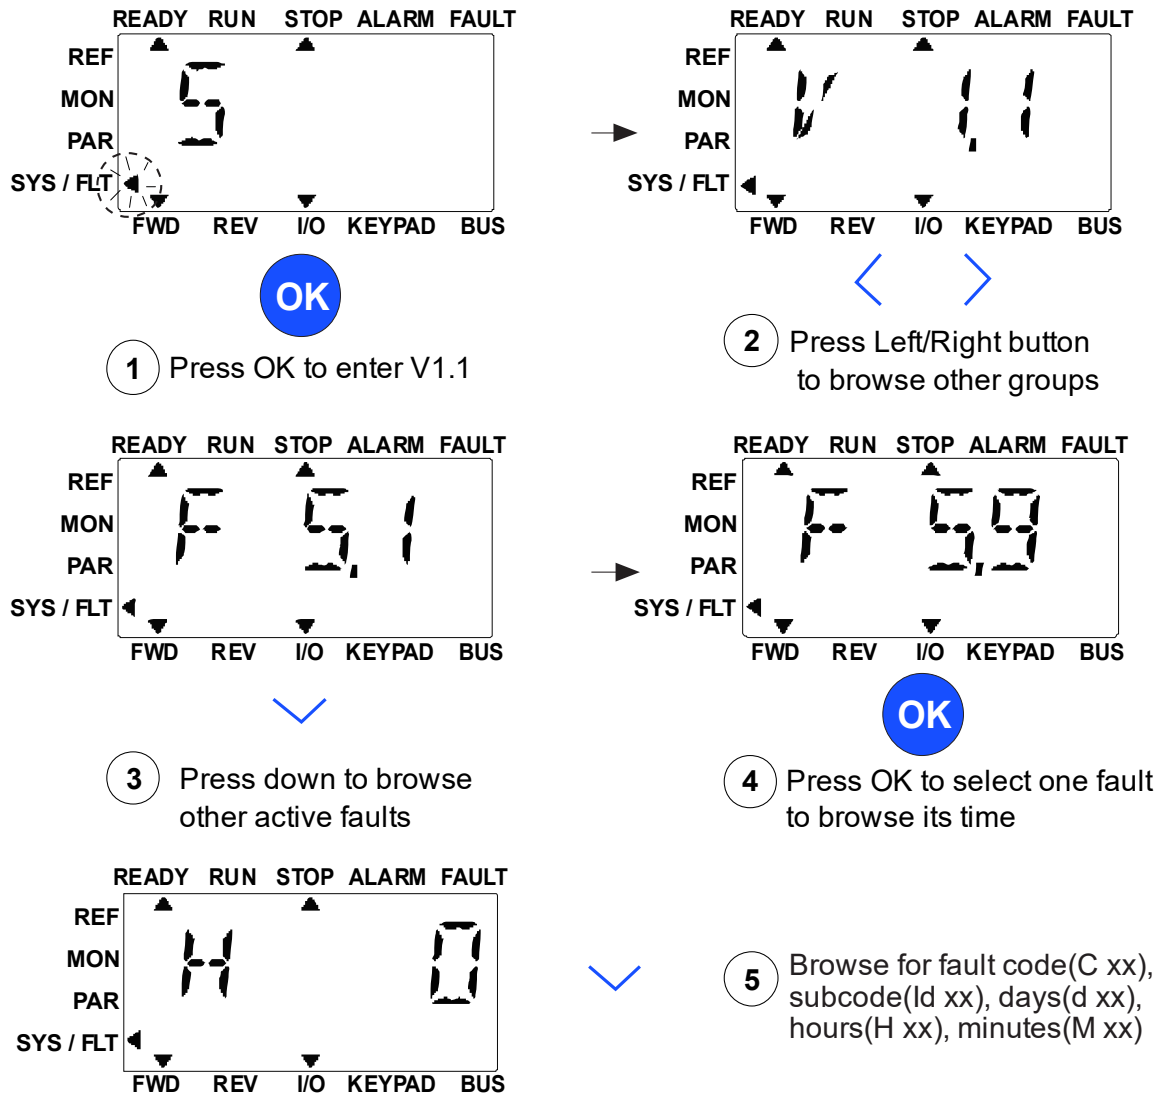 READY RUN STOP ALARM FAULT
REF
S
MON
PAR
SYS / FLT
FWD REV I/O KEYPAD BUS
OK
1 Press OK to enter V1.1
READY RUN STOP ALARM FAULT
REF
V 1.1
MON
PAR
SYS / FLT
FWD REV I/O KEYPAD BUS
2 Press Left/Right button
to browse other groups
READY RUN STOP ALARM FAULT
REF
F 5.1
MON
PAR
SYS / FLT
FWD REV I/O KEYPAD BUS
3 Press down to browse
other active faults
READY RUN STOP ALARM FAULT
REF
F 5.9
MON
PAR
SYS / FLT
FWD REV I/O KEYPAD BUS
OK
4 Press OK to select one fault
to browse its time
READY RUN STOP ALARM FAULT
REF
H 0
MON
PAR
SYS / FLT
FWD REV I/O KEYPAD BUS
5 Browse for fault code(C xx),
subcode(Id xx), days(d xx),
hours(H xx), minutes(M xx)